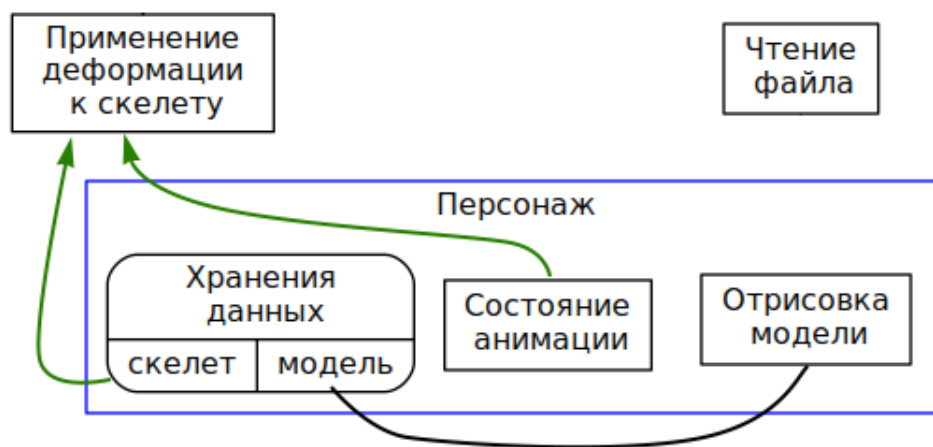 Применение
деформации
к скелету
Чтение
файла
Персонаж
Хранения
данных
скелет
модель
Состояние
анимации
Отрисовка
модели